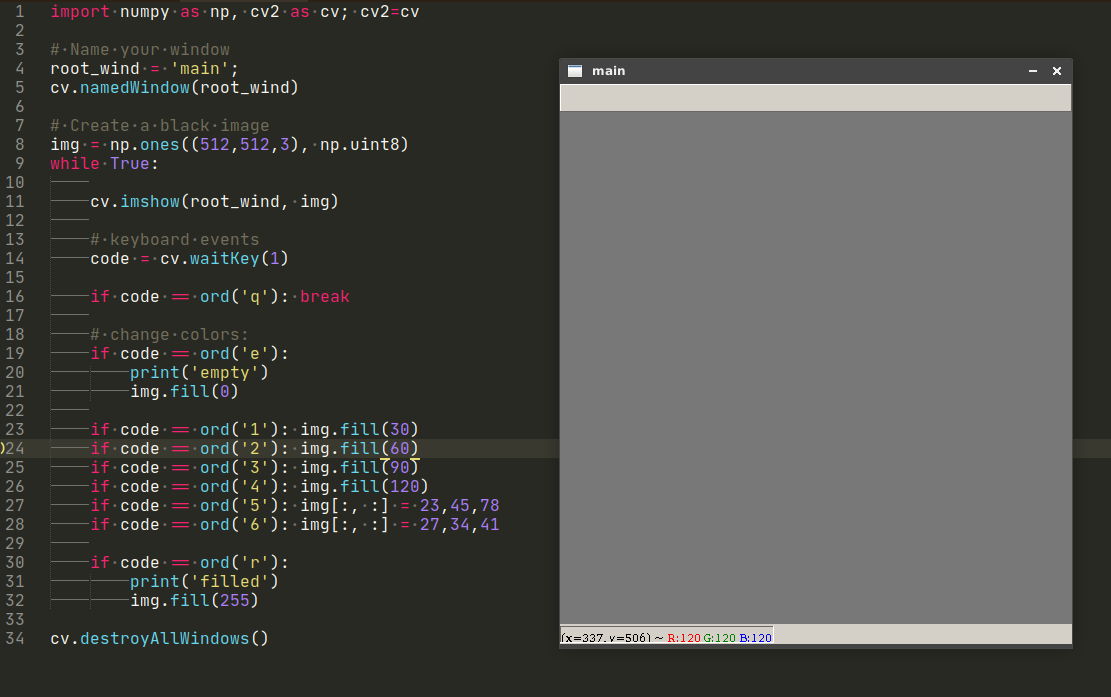 1 import numpy as np, cv2 as cv; cv2=cv
2
3 # Name your window
4 root_wind = 'main';
5 cv.namedWindow(root_wind)
6
7 # Create a black image
8 img = np.ones((512,512,3), np.uint8)
9 while True:
10
11 cv.imshow(root_wind, img)
12
13 # keyboard events
14 code = cv.waitKey(1)
15
16 if code == ord('q'): break
17
18 # change colors:
19 if code == ord('e'):
20 print('empty')
21 img.fill(0)
22
23 if code == ord('1'): img.fill(30)
24 if code == ord('2'): img.fill(60)
25 if code == ord('3'): img.fill(90)
26 if code == ord('4'): img.fill(120)
27 if code == ord('5'): img[:, :] = 23,45,78
28 if code == ord('6'): img[:, :] = 27,34,41
29
30 if code == ord('r'):
31 print('filled')
32 img.fill(255)
33
34 cv.destroyAllWindows()
main
(x=337, y=506) ~ R:120 G:120 B:120